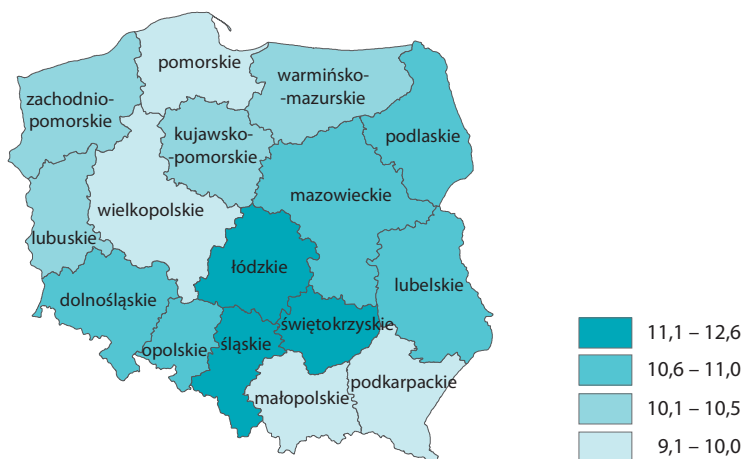 pomorskie
warmińsko-
-mazurskie
zachodnio-
pomorskie
podlaskie
kujawsko-
-pomorskie
mazowieckie
wielkopolskie
lubuskie
łódzkie
lubelskie
dolnośląskie
świętokrzyskie
śląskie
opolskie
podkarpackie
małopolskie
11,1 – 12,6
10,6 – 11,0
10,1 – 10,5
9,1 – 10,0